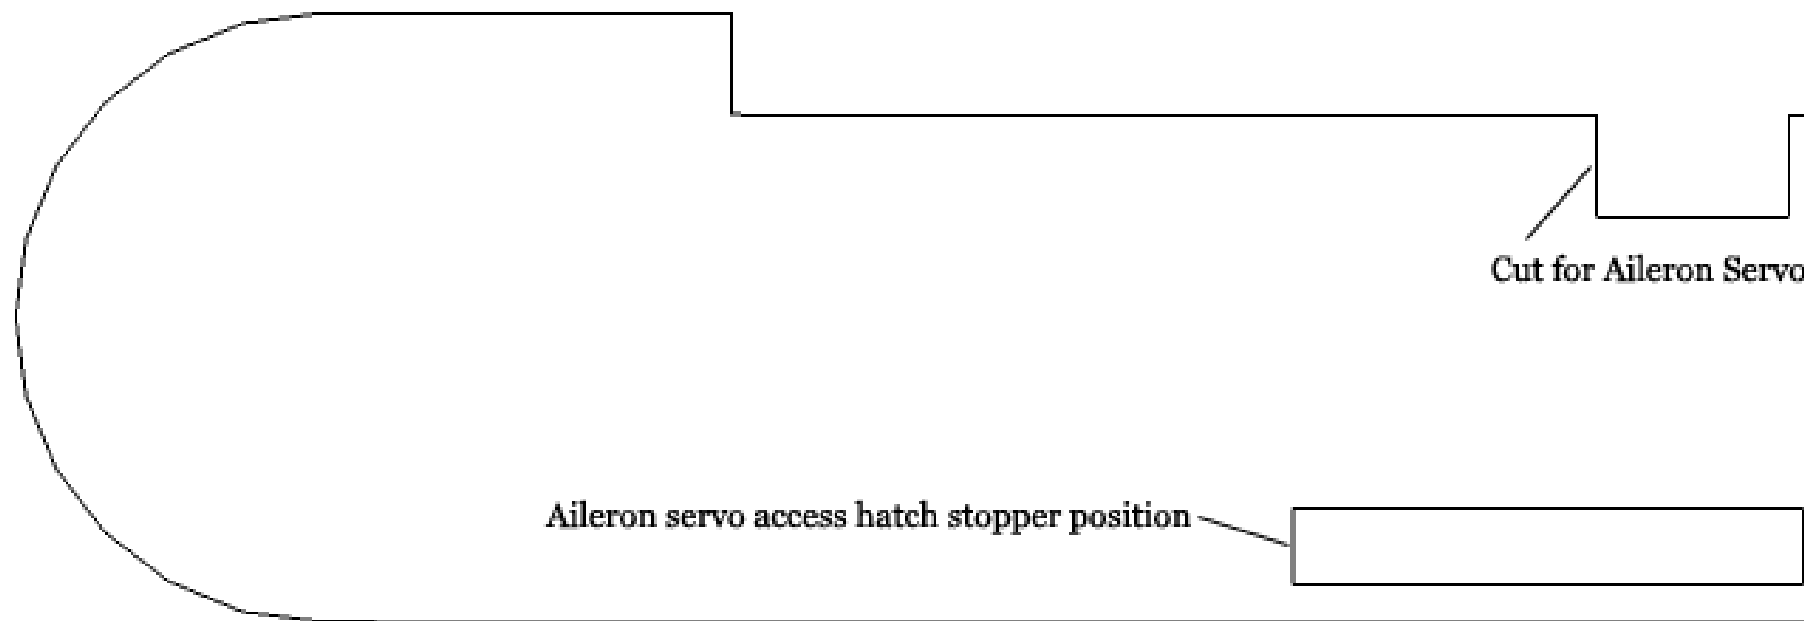 Cut for Aileron Servo
Aileron servo access hatch stopper position